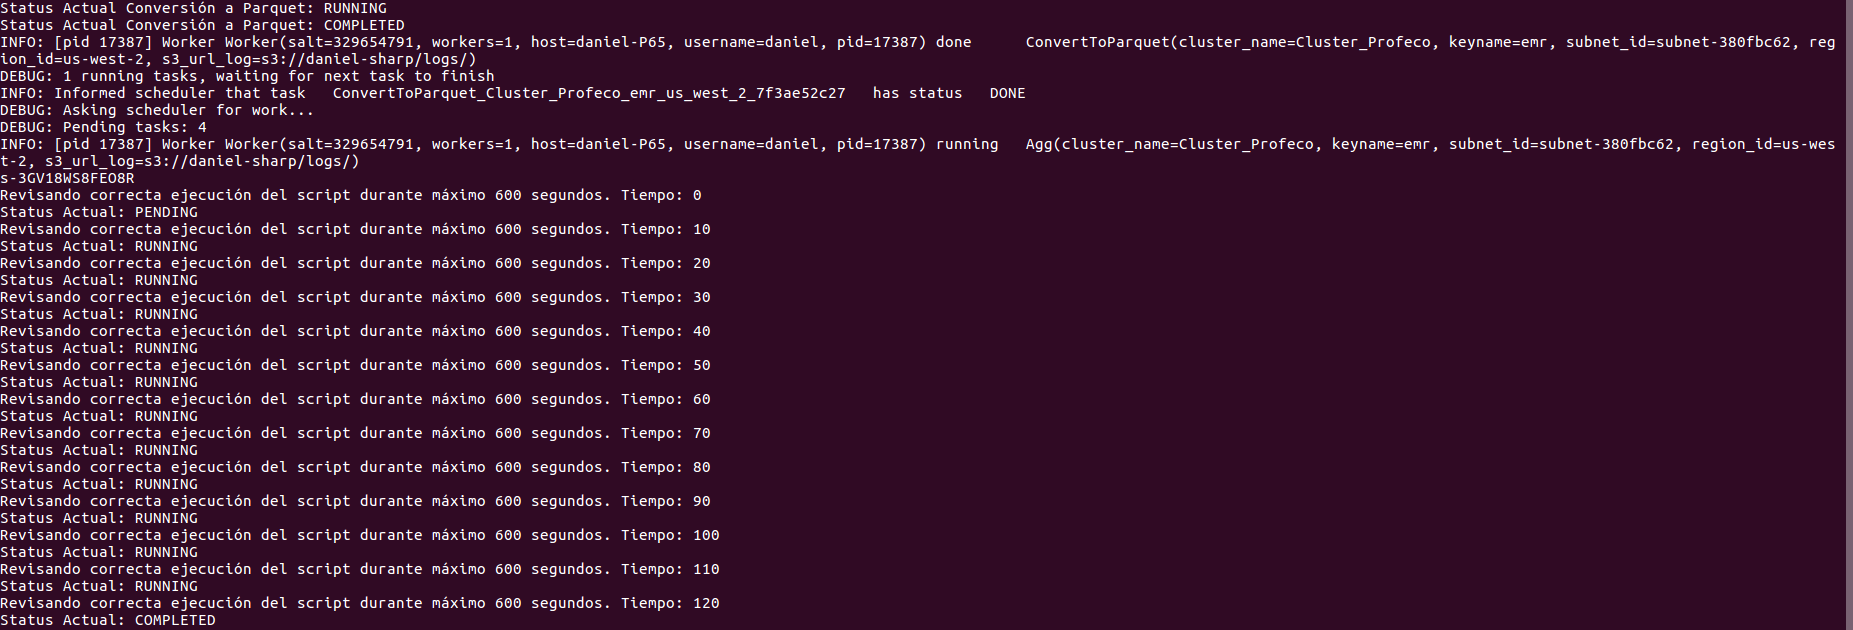 Status Actual Conversión a Parquet: RUNNING
Status Actual Conversión a Parquet: COMPLETED
INFO: [pid 17387] Worker Worker(salt=329654791, workers=1, host=daniel-P65, username=daniel, pid=17387) done      ConvertToParquet(cluster_name=Cluster_Profeco, keyname=emr, subnet_id=subnet-380fbc62, reg
ion_id=us-west-2, s3_url_log=s3://daniel-sharp/logs/)
DEBUG: 1 running tasks, waiting for next task to finish
INFO: Informed scheduler that task   ConvertToParquet_Cluster_Profeco_emr_us_west_2_7f3ae52c27   has status   DONE
DEBUG: Asking scheduler for work...
DEBUG: Pending tasks: 4
INFO: [pid 17387] Worker Worker(salt=329654791, workers=1, host=daniel-P65, username=daniel, pid=17387) running   Agg(cluster_name=Cluster_Profeco, keyname=emr, subnet_id=subnet-380fbc62, region_id=us-wes
t-2, s3_url_log=s3://daniel-sharp/logs/)
s-3GV18WS8FEO8R
Revisando correcta ejecución del script durante máximo 600 segundos. Tiempo: 0
Status Actual: PENDING
Revisando correcta ejecución del script durante máximo 600 segundos. Tiempo: 10
Status Actual: RUNNING
Revisando correcta ejecución del script durante máximo 600 segundos. Tiempo: 20
Status Actual: RUNNING
Revisando correcta ejecución del script durante máximo 600 segundos. Tiempo: 30
Status Actual: RUNNING
Revisando correcta ejecución del script durante máximo 600 segundos. Tiempo: 40
Status Actual: RUNNING
Revisando correcta ejecución del script durante máximo 600 segundos. Tiempo: 50
Status Actual: RUNNING
Revisando correcta ejecución del script durante máximo 600 segundos. Tiempo: 60
Status Actual: RUNNING
Revisando correcta ejecución del script durante máximo 600 segundos. Tiempo: 70
Status Actual: RUNNING
Revisando correcta ejecución del script durante máximo 600 segundos. Tiempo: 80
Status Actual: RUNNING
Revisando correcta ejecución del script durante máximo 600 segundos. Tiempo: 90
Status Actual: RUNNING
Revisando correcta ejecución del script durante máximo 600 segundos. Tiempo: 100
Status Actual: RUNNING
Revisando correcta ejecución del script durante máximo 600 segundos. Tiempo: 110
Status Actual: RUNNING
Revisando correcta ejecución del script durante máximo 600 segundos. Tiempo: 120
Status Actual: COMPLETED